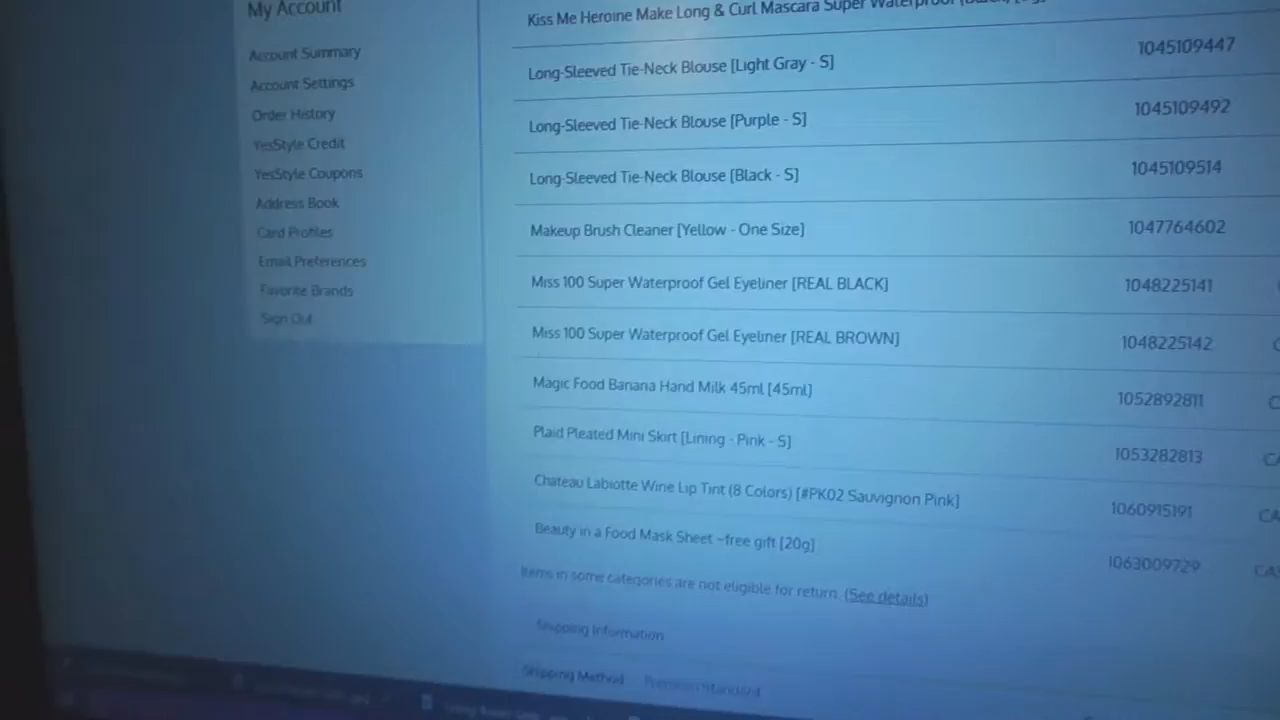 My Account
Account Summary
Account Settings
Order History
YesStyle Credit
YesStyle Coupons
Address Book
Card Profiles
Email Preferences
Favorite Brands
Sign Out
Kiss Me Heroine Make Long & Curl Mascara Super Waterproof
Long-Sleeved Tie-Neck Blouse [Light Gray - S] 1045109447
Long-Sleeved Tie-Neck Blouse [Purple - S] 1045109492
Long-Sleeved Tie-Neck Blouse [Black - S] 1045109514
Makeup Brush Cleaner [Yellow - One Size] 1047764602
Miss 100 Super Waterproof Gel Eyeliner [REAL BLACK] 1048225141
Miss 100 Super Waterproof Gel Eyeliner [REAL BROWN] 1048225142
Magic Food Banana Hand Milk 45ml [45ml] 1052892811
Plaid Pleated Mini Skirt [Lining - Pink - S] 1053282813 CA
Chateau Labiotte Wine Lip Tint (8 Colors) [#PK02 Sauvignon Pink] 1060915191 CA
Beauty in a Food Mask Sheet ~free gift [20g] 1063009729 CA
Items in some categories are not eligible for return. (See details)
Shipping Information
Shipping Method Premium Standard